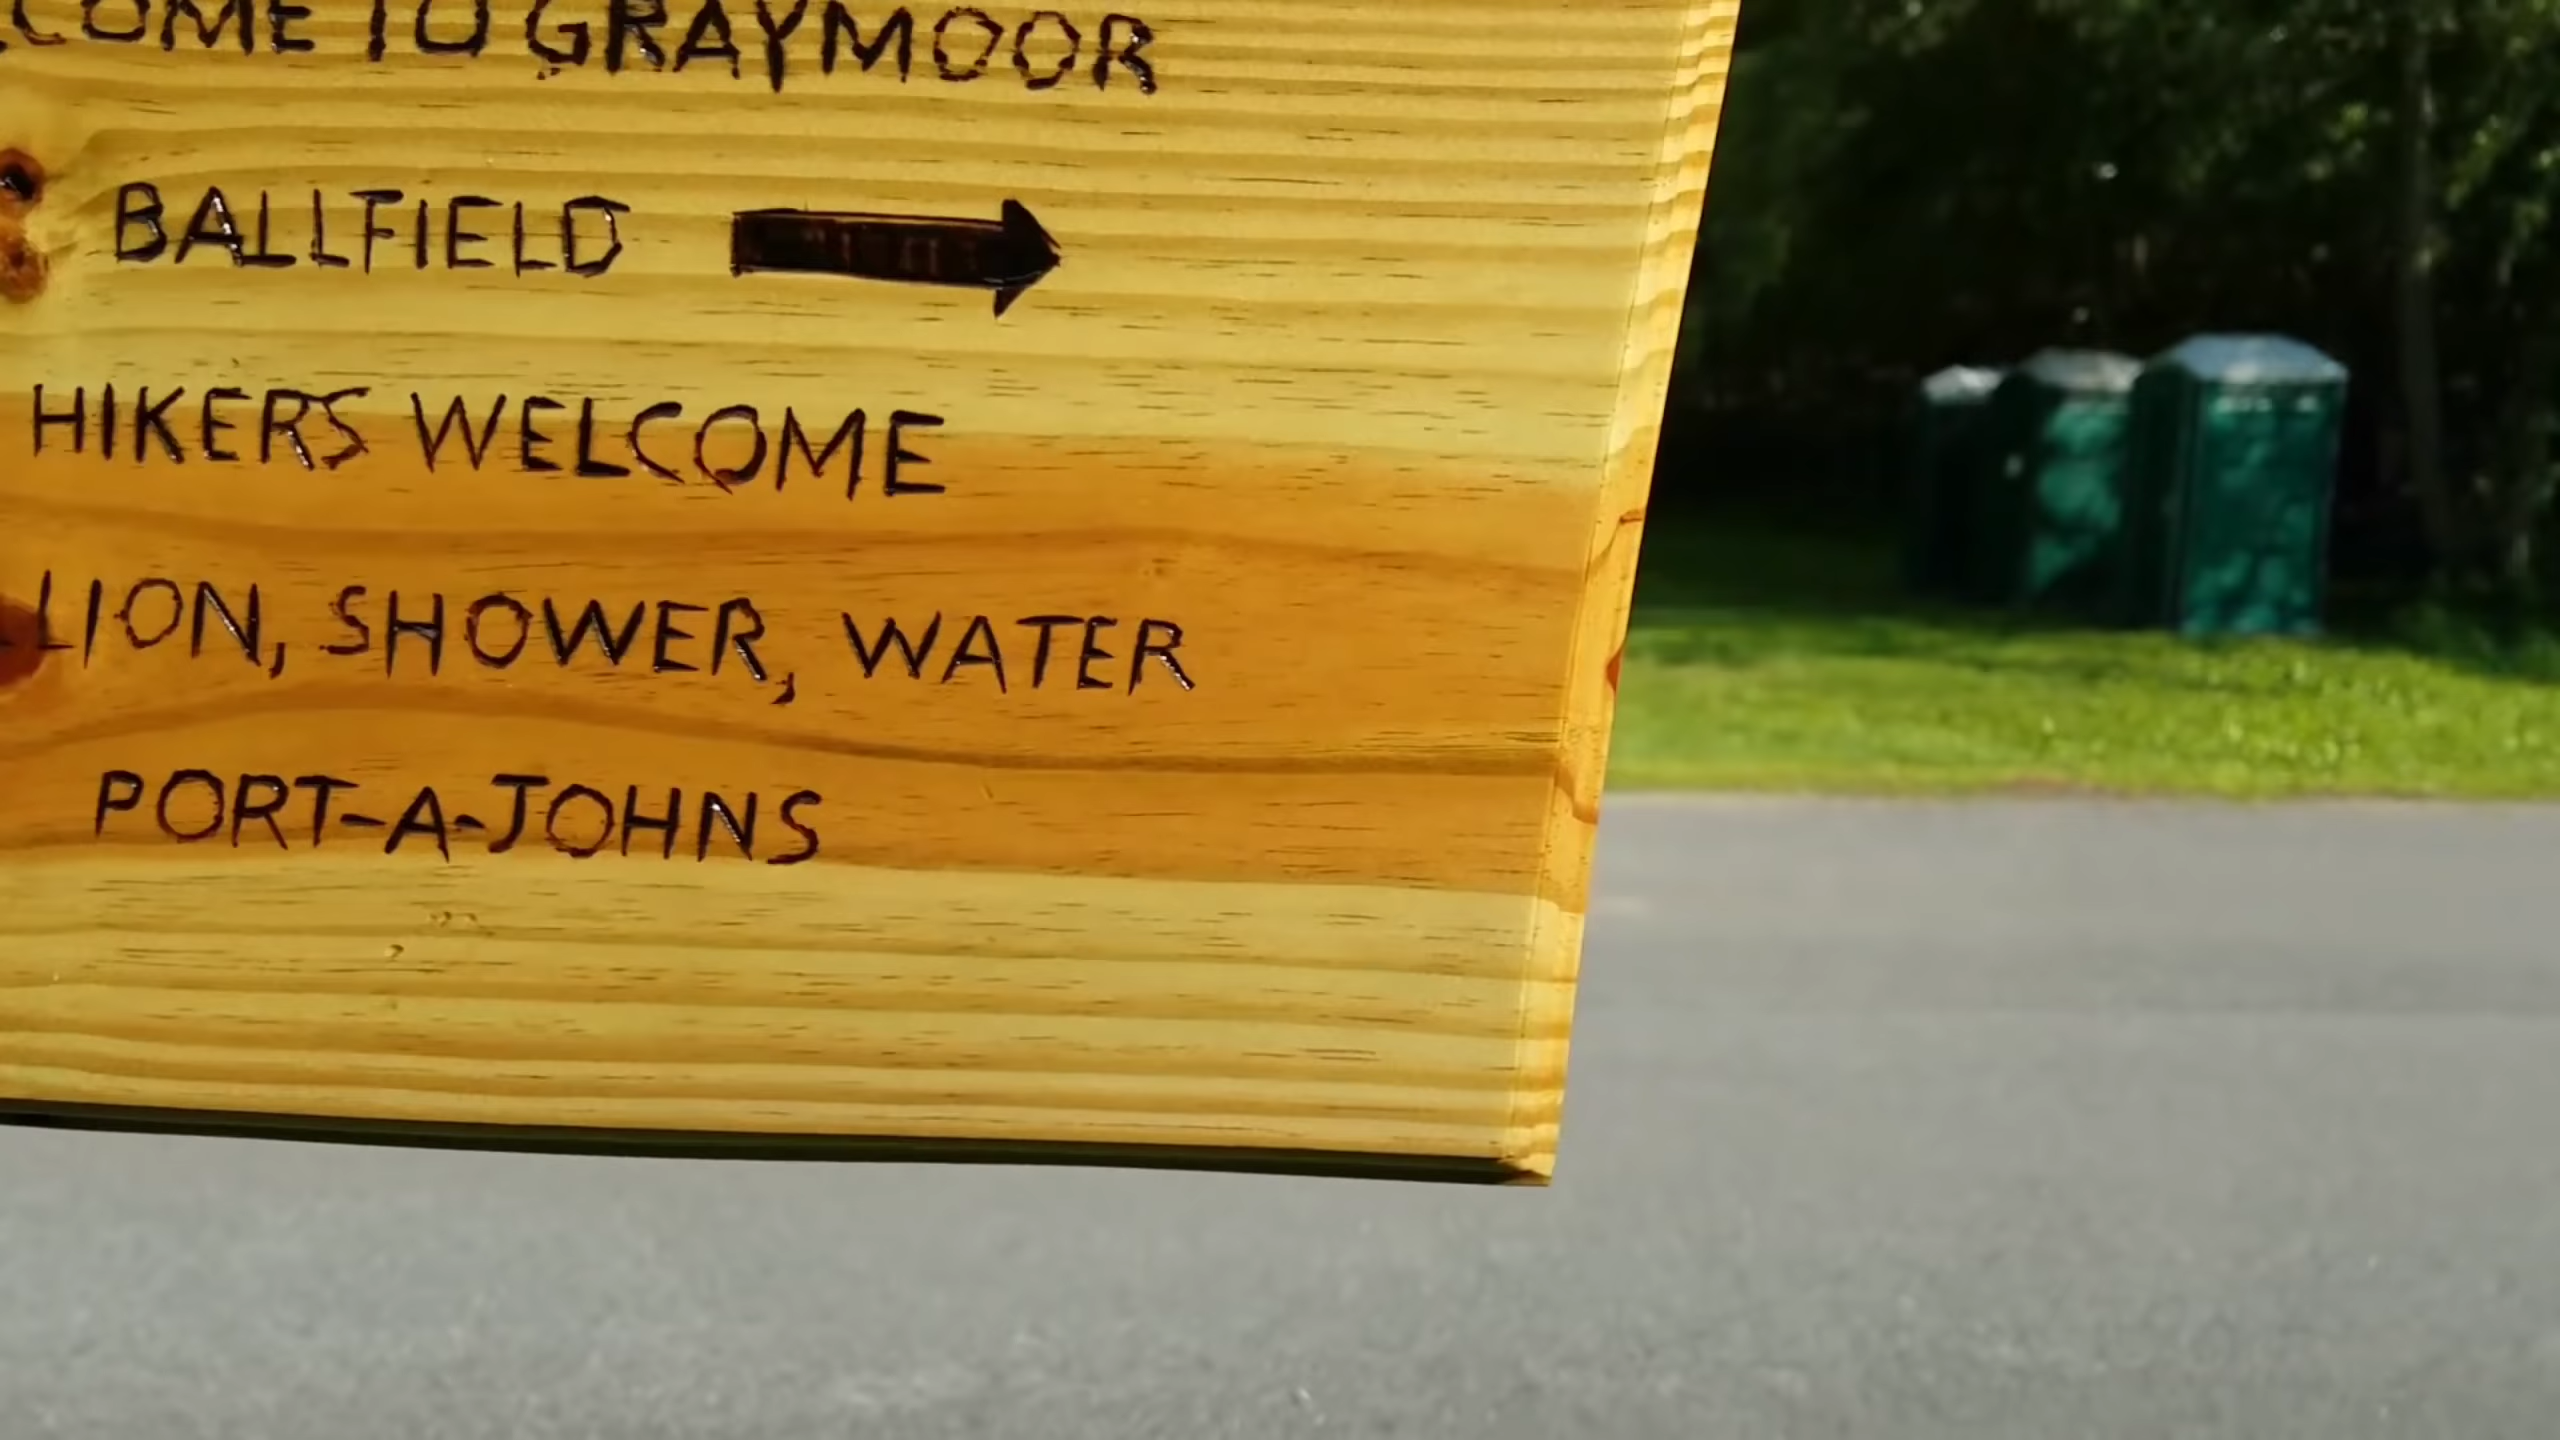 COME TO GRAYMOOR
BALLFIELD
HIKERS WELCOME
LION, SHOWER, WATER
PORT-A-JOHNS